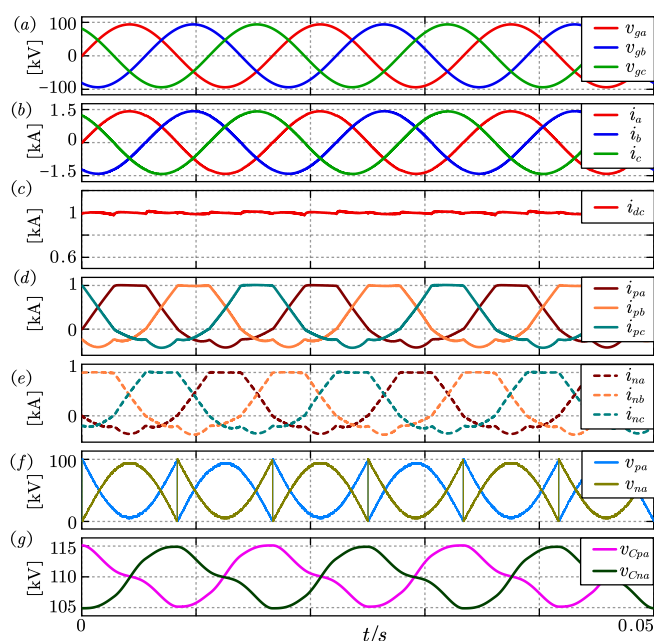 (a)
[kV]
100
0
−100
v_ga
v_gb
v_gc
(b)
[kA]
1.5
0
−1.5
i_a
i_b
i_c
(c)
[kA]
1
0.6
i_dc
(d)
[kA]
1
0
i_pa
i_pb
i_pc
(e)
[kA]
1
0
i_na
i_nb
i_nc
(f)
[kV]
100
0
v_pa
v_na
(g)
[kV]
115
110
105
v_Cpa
v_Cna
0
t/s
0.05